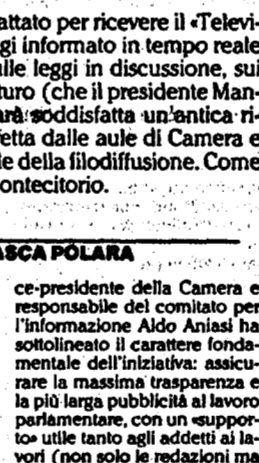 attato per ricevere il «Televi-
gi informato in tempo reale
ulle leggi in discussione, sui
turo (che il presidente Man-
arà soddisfatta un'antica ri-
etta dalle aule di Camera e
e della filodiffusione. Come
ontecitorio.
ASCA POLARA
ce-presidente della Camera e
responsabile del comitato per
l'informazione Aldo Aniasi ha
sottolineato il carattere fonda-
mentale dell'iniziativa: assicu-
rare la massima trasparenza e
la più larga pubblicità al lavoro
parlamentare, con un «suppor-
to» utile tanto agli addetti ai la-
vori (non solo le redazioni ma